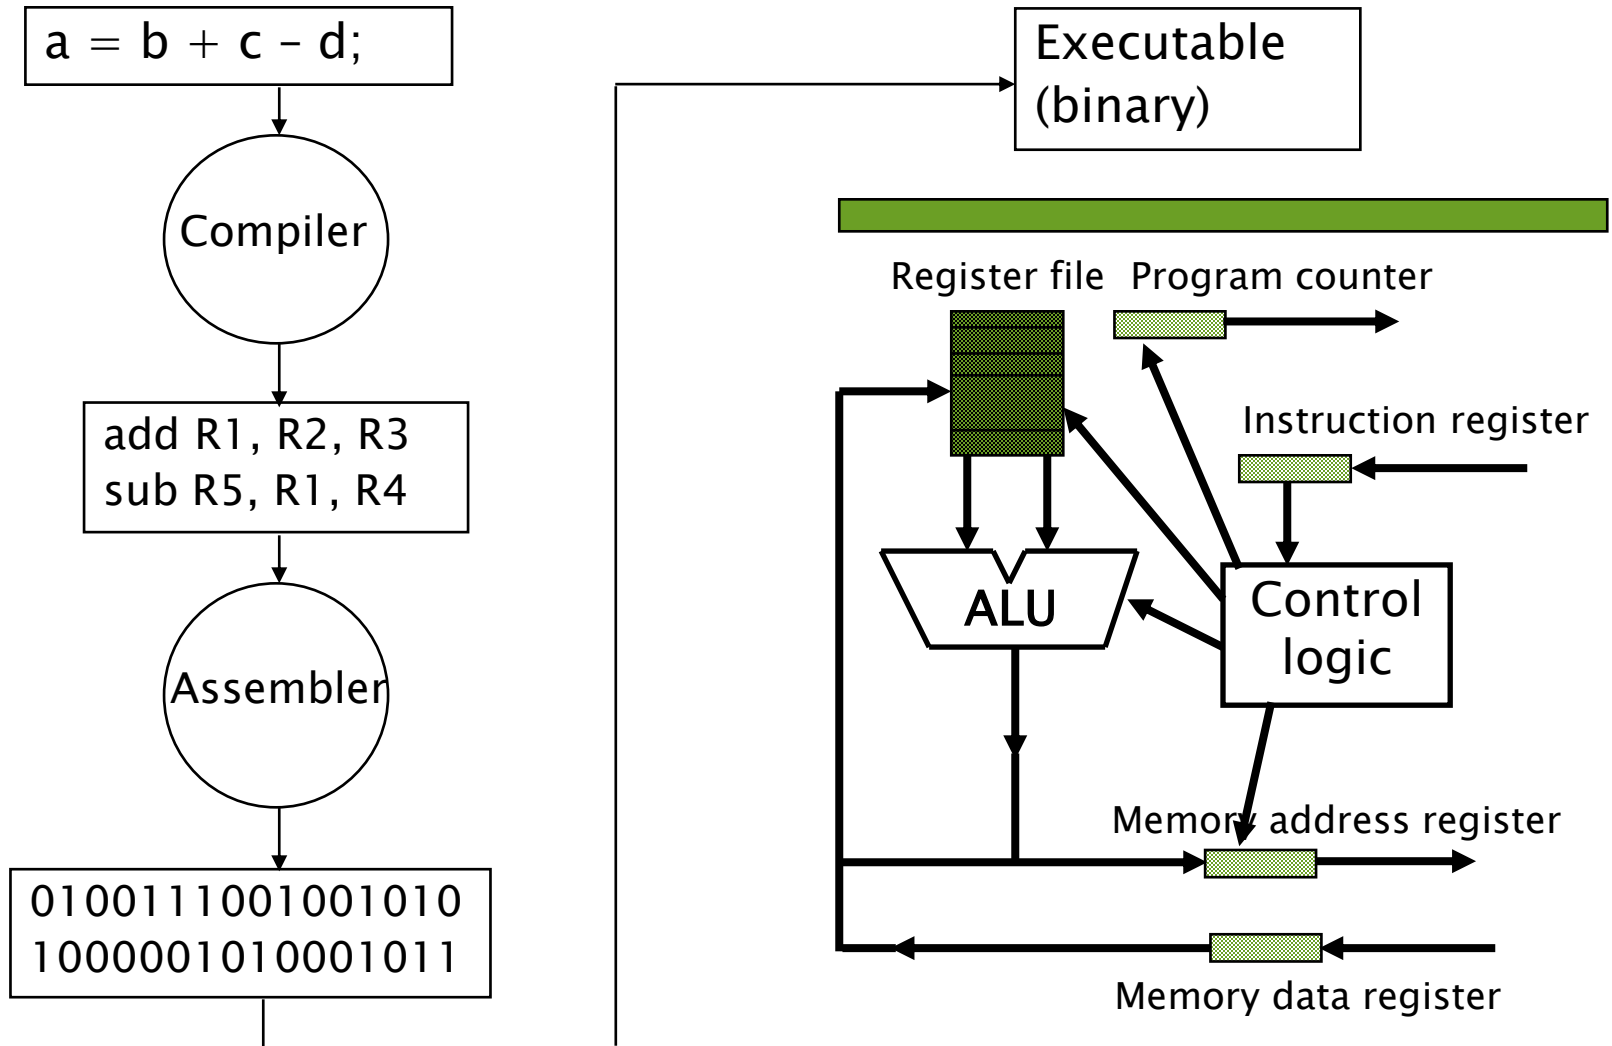 a = b + c – d;
Compiler
add R1, R2, R3
sub R5, R1, R4
Assembler
0100111001001010
1000001010001011
Executable
(binary)
Register file
Program counter
Instruction register
ALU
Control
logic
Memory address register
Memory data register